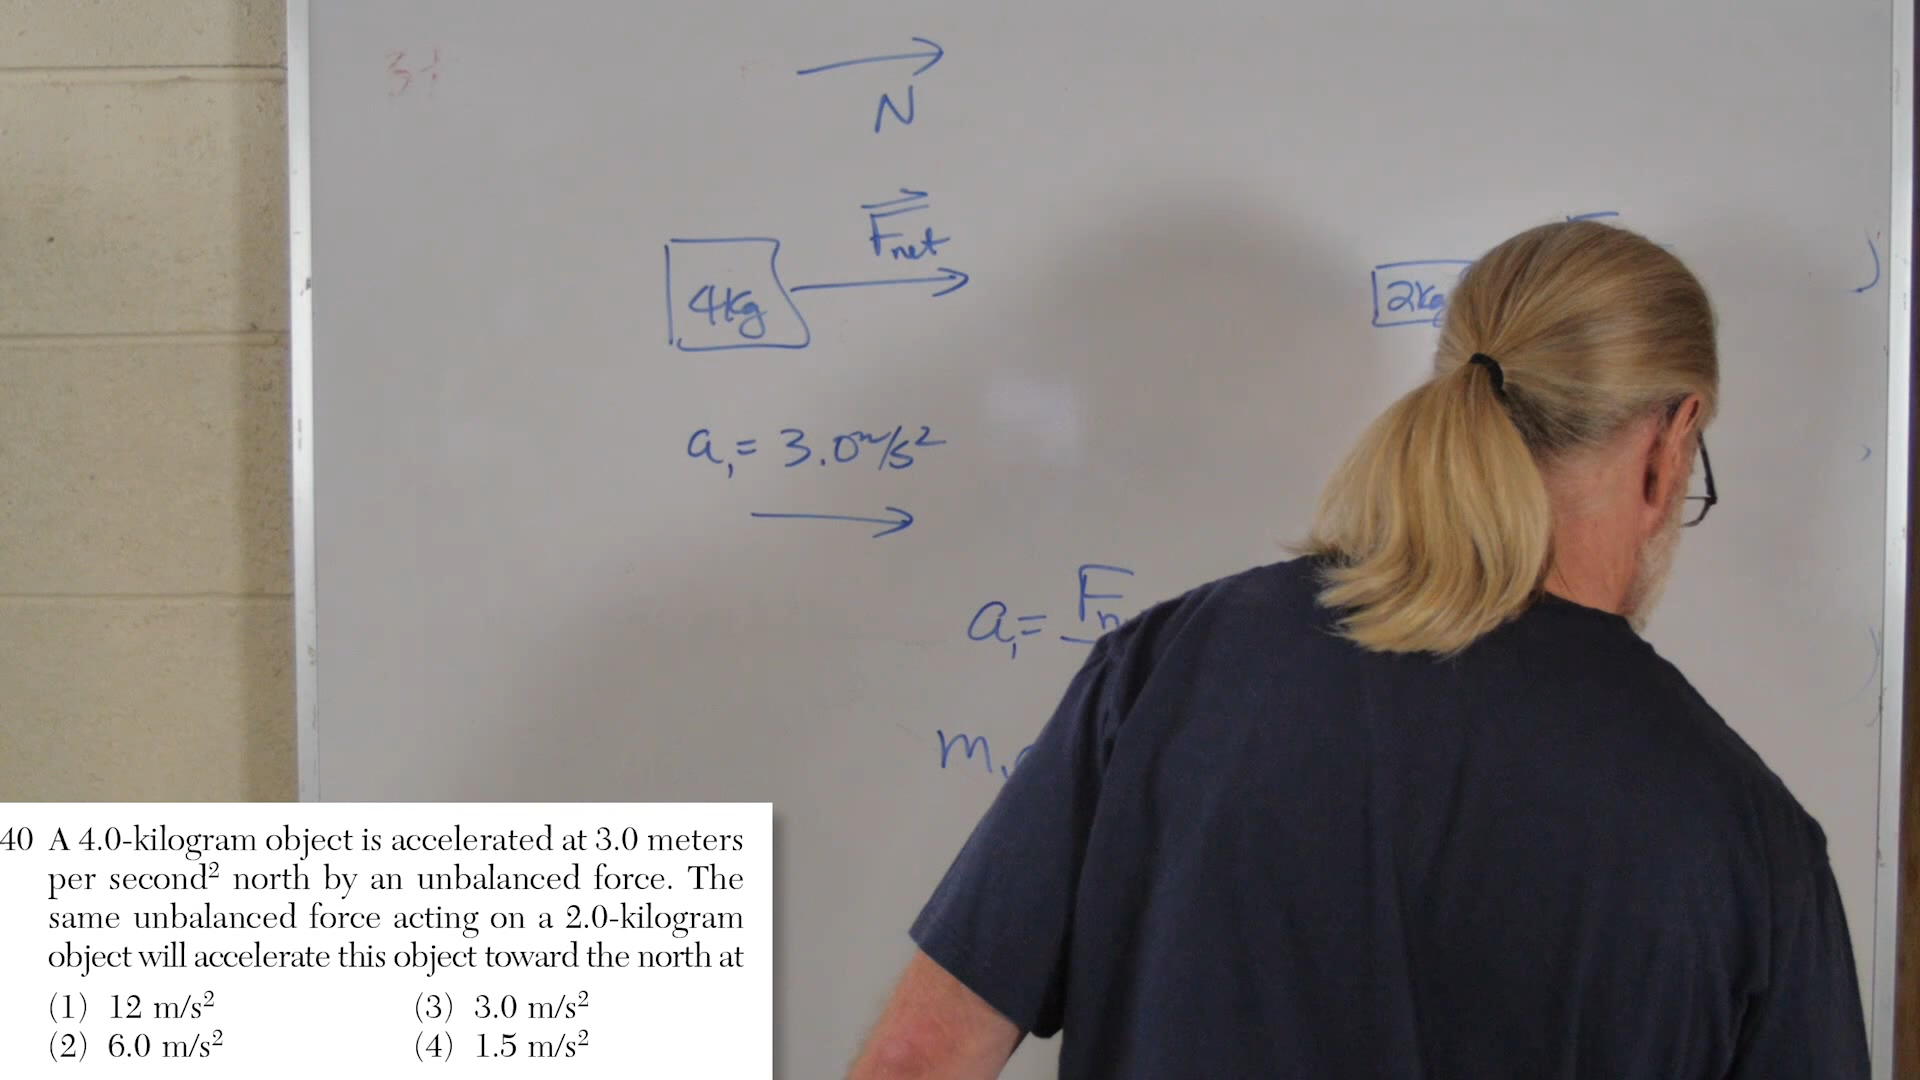 N
Fnet
4kg
2kg
a₁ = 3.0 m/s²
a₁ =
40 A 4.0-kilogram object is accelerated at 3.0 meters
per second² north by an unbalanced force. The
same unbalanced force acting on a 2.0-kilogram
object will accelerate this object toward the north at
(1) 12 m/s² (3) 3.0 m/s²
(2) 6.0 m/s² (4) 1.5 m/s²